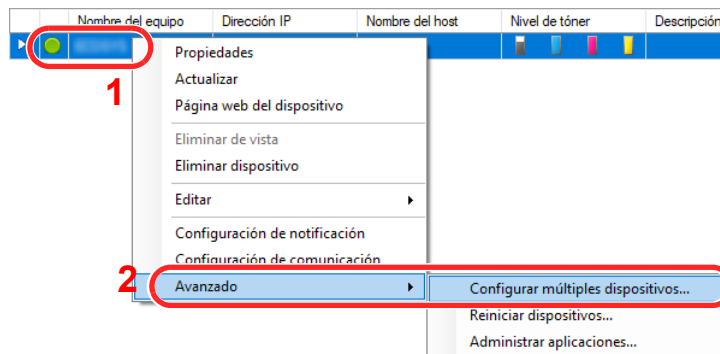 Nombre del equipo Dirección IP Nombre del host Nivel de tóner Descripción
1
Propiedades
Actualizar
Página web del dispositivo
Eliminar de vista
Eliminar dispositivo
Editar
Configuración de notificación
Configuración de comunicación
2
Avanzado
Configurar múltiples dispositivos...
Reiniciar dispositivos...
Administrar aplicaciones...